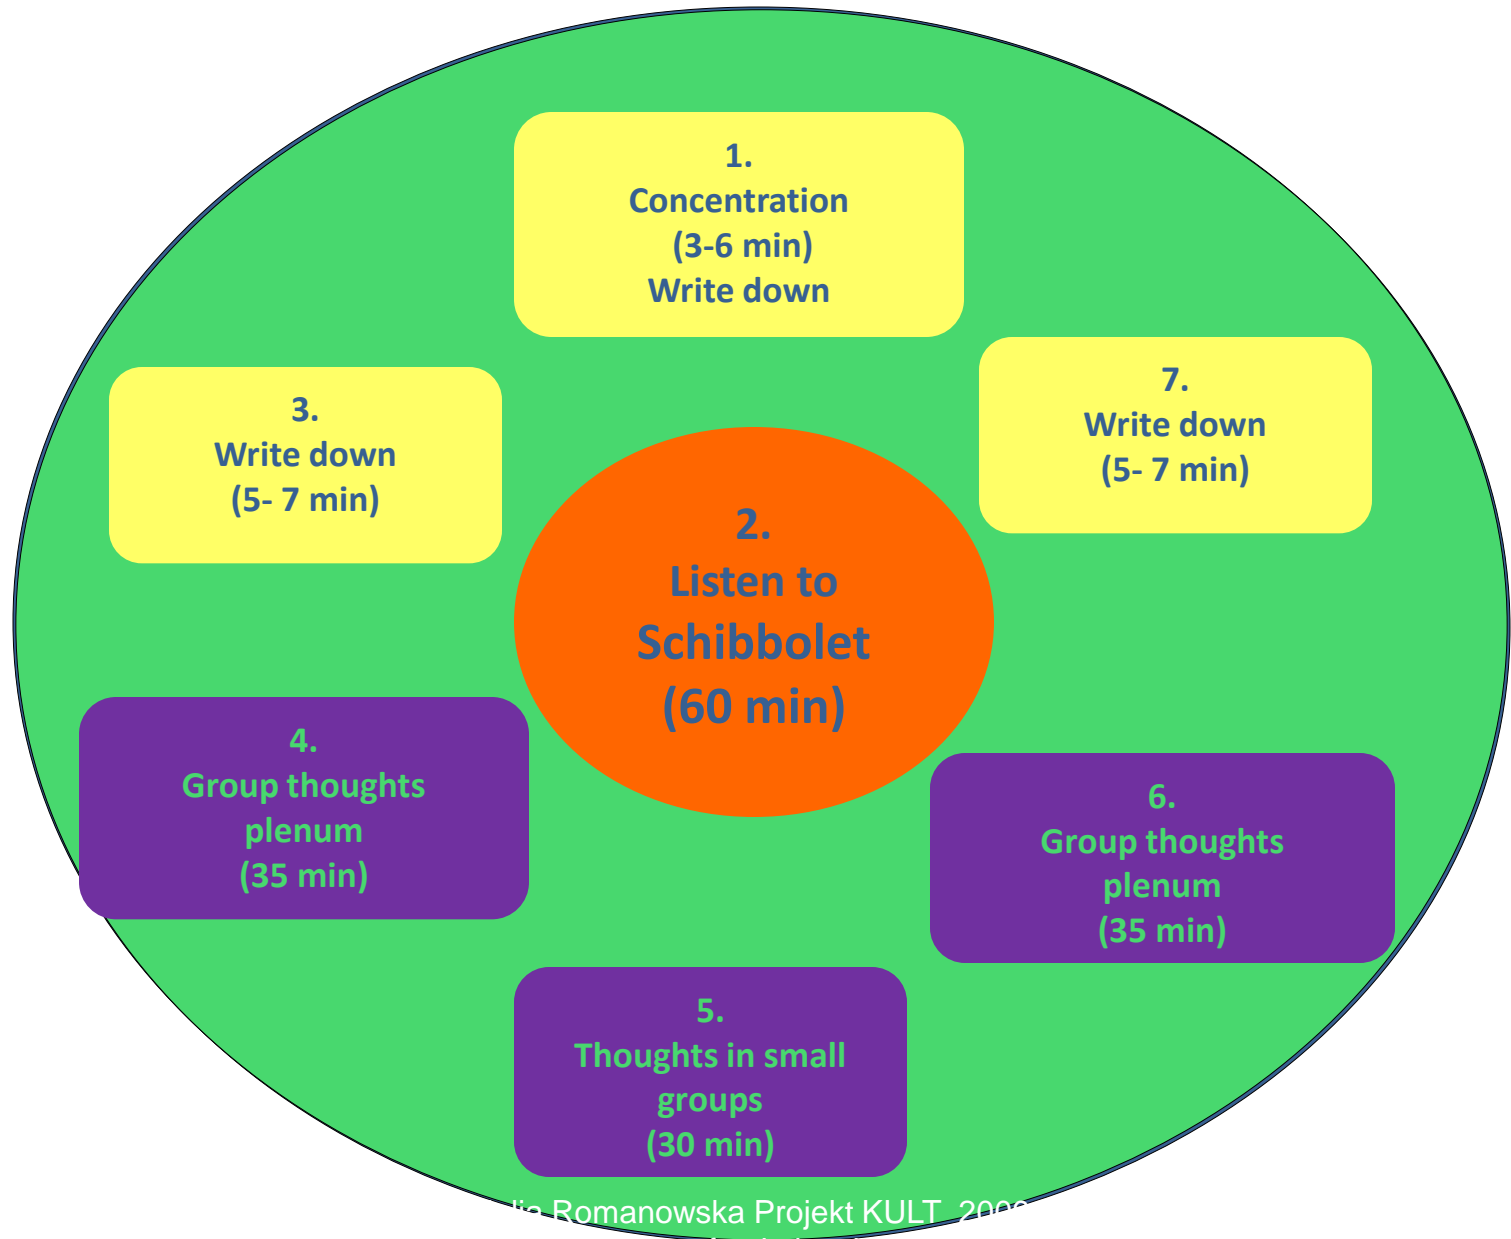 1.
Concentration
(3-6 min)
Write down
2.
Listen to
Schibbolet
(60 min)
3.
Write down
(5- 7 min)
4.
Group thoughts
plenum
(35 min)
5.
Thoughts in small
groups
(30 min)
6.
Group thoughts
plenum
(35 min)
7.
Write down
(5- 7 min)
Romanowska Projekt KULT